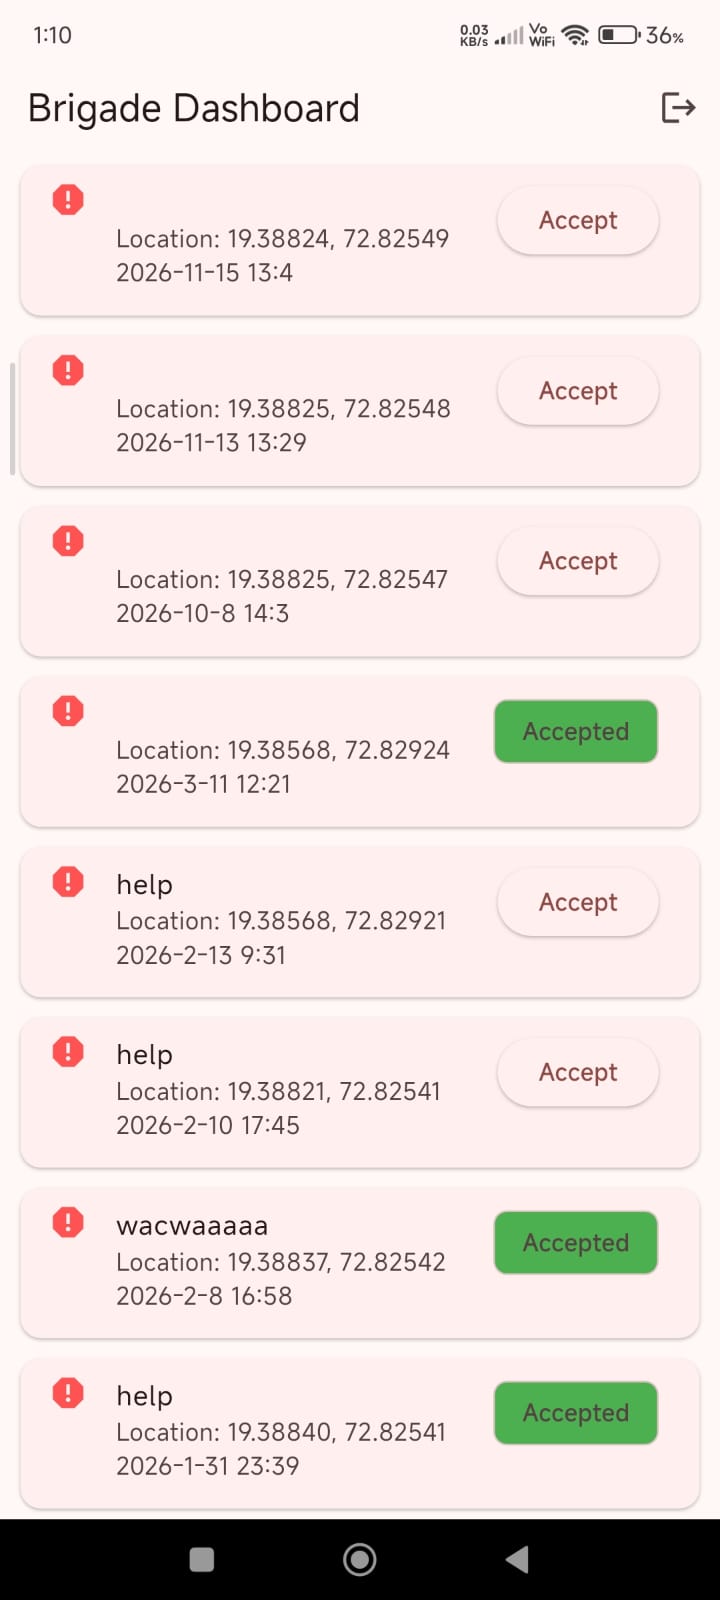 1:10
0.03 KB/s Vo WiFi 36%
Brigade Dashboard
Accept
Location: 19.38824, 72.82549
2026-11-15 13:4
Accept
Location: 19.38825, 72.82548
2026-11-13 13:29
Accept
Location: 19.38825, 72.82547
2026-10-8 14:3
Accepted
Location: 19.38568, 72.82924
2026-3-11 12:21
help
Accept
Location: 19.38568, 72.82921
2026-2-13 9:31
help
Accept
Location: 19.38821, 72.82541
2026-2-10 17:45
wacwaaaaa
Accepted
Location: 19.38837, 72.82542
2026-2-8 16:58
help
Accepted
Location: 19.38840, 72.82541
2026-1-31 23:39